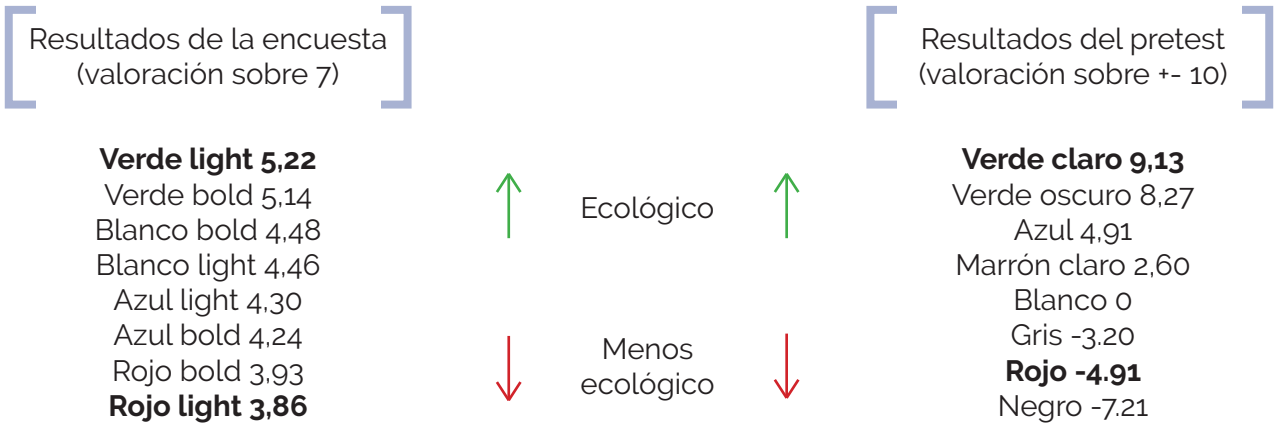 Resultados de la encuesta
(valoración sobre 7)
Verde light 5,22
Verde bold 5,14
Blanco bold 4,48
Blanco light 4,46
Azul light 4,30
Azul bold 4,24
Rojo bold 3,93
Rojo light 3,86
Ecológico
Menos
ecológico
Resultados del pretest
(valoración sobre +- 10)
Verde claro 9,13
Verde oscuro 8,27
Azul 4,91
Marrón claro 2,60
Blanco 0
Gris -3.20
Rojo -4.91
Negro -7.21